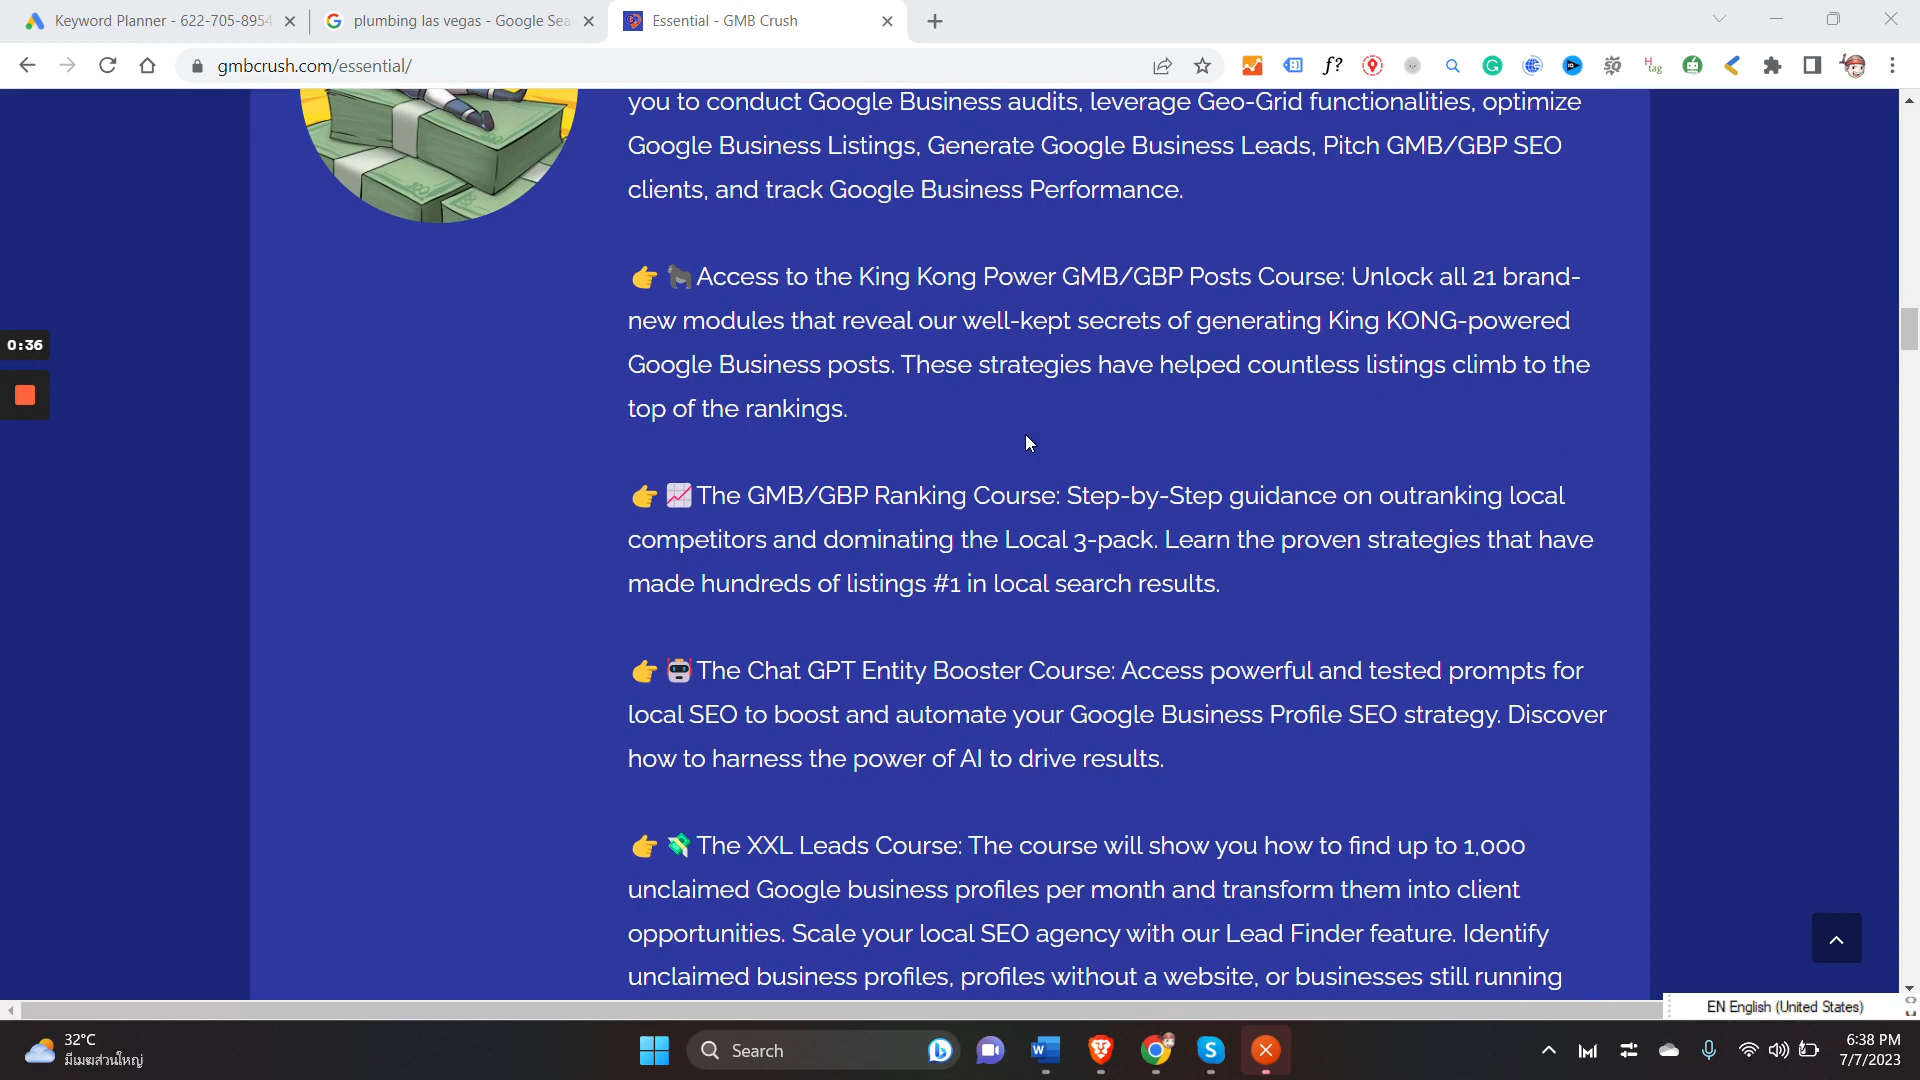 Keyword Planner - 622-705-8954
plumbing las vegas - Google Sea
Essential - GMB Crush
gmbcrush.com/essential/
you to conduct Google Business audits, leverage Geo-Grid functionalities, optimize
Google Business Listings, Generate Google Business Leads, Pitch GMB/GBP SEO
clients, and track Google Business Performance.
👉 🦍 Access to the King Kong Power GMB/GBP Posts Course: Unlock all 21 brand-
new modules that reveal our well-kept secrets of generating King KONG-powered
Google Business posts. These strategies have helped countless listings climb to the
top of the rankings.
0:36
👉 📈 The GMB/GBP Ranking Course: Step-by-Step guidance on outranking local
competitors and dominating the Local 3-pack. Learn the proven strategies that have
made hundreds of listings #1 in local search results.
👉 🤖 The Chat GPT Entity Booster Course: Access powerful and tested prompts for
local SEO to boost and automate your Google Business Profile SEO strategy. Discover
how to harness the power of AI to drive results.
👉 💸 The XXL Leads Course: The course will show you how to find up to 1,000
unclaimed Google business profiles per month and transform them into client
opportunities. Scale your local SEO agency with our Lead Finder feature. Identify
unclaimed business profiles, profiles without a website, or businesses still running
EN English (United States)
32°C
มีเมฆส่วนใหญ่
Search
6:38 PM
7/7/2023